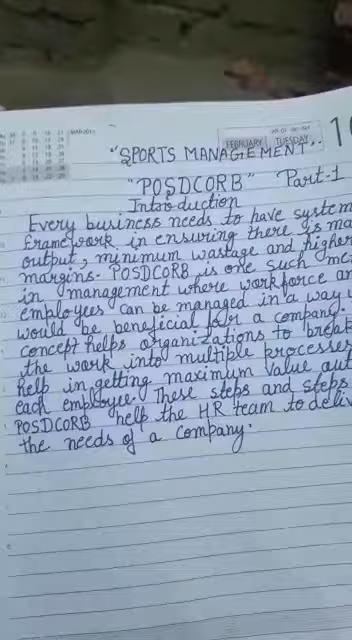 FEBRUARY TUESDAY
"SPORTS MANAGEMENT".
"POSDCORB" Part-1
Introduction
Every business needs to have system
framework in ensuring there is ma
output, minimum wastage and higher
margins. POSDCORB is one such me
in management where workforce an
employees can be managed in a way
would be beneficial for a company.
concept helps organizations to break
the work into multiple processes
help in getting maximum value out
each employee. These steps and steps
POSDCORB help the HR team to deliv
the needs of a company.